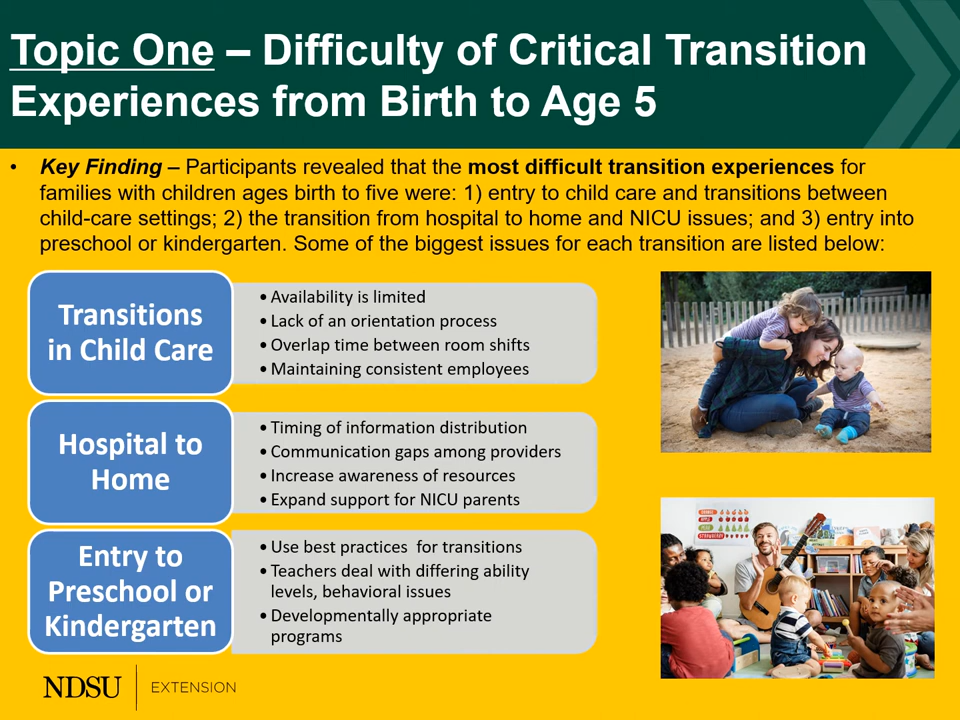 Topic One – Difficulty of Critical Transition
Experiences from Birth to Age 5
• Key Finding – Participants revealed that the most difficult transition experiences for
families with children ages birth to five were: 1) entry to child care and transitions between
child-care settings; 2) the transition from hospital to home and NICU issues; and 3) entry into
preschool or kindergarten. Some of the biggest issues for each transition are listed below:
Transitions
in Child Care
• Availability is limited
• Lack of an orientation process
• Overlap time between room shifts
• Maintaining consistent employees
Hospital to
Home
• Timing of information distribution
• Communication gaps among providers
• Increase awareness of resources
• Expand support for NICU parents
Entry to
Preschool or
Kindergarten
• Use best practices for transitions
• Teachers deal with differing ability
levels, behavioral issues
• Developmentally appropriate
programs
NDSU EXTENSION